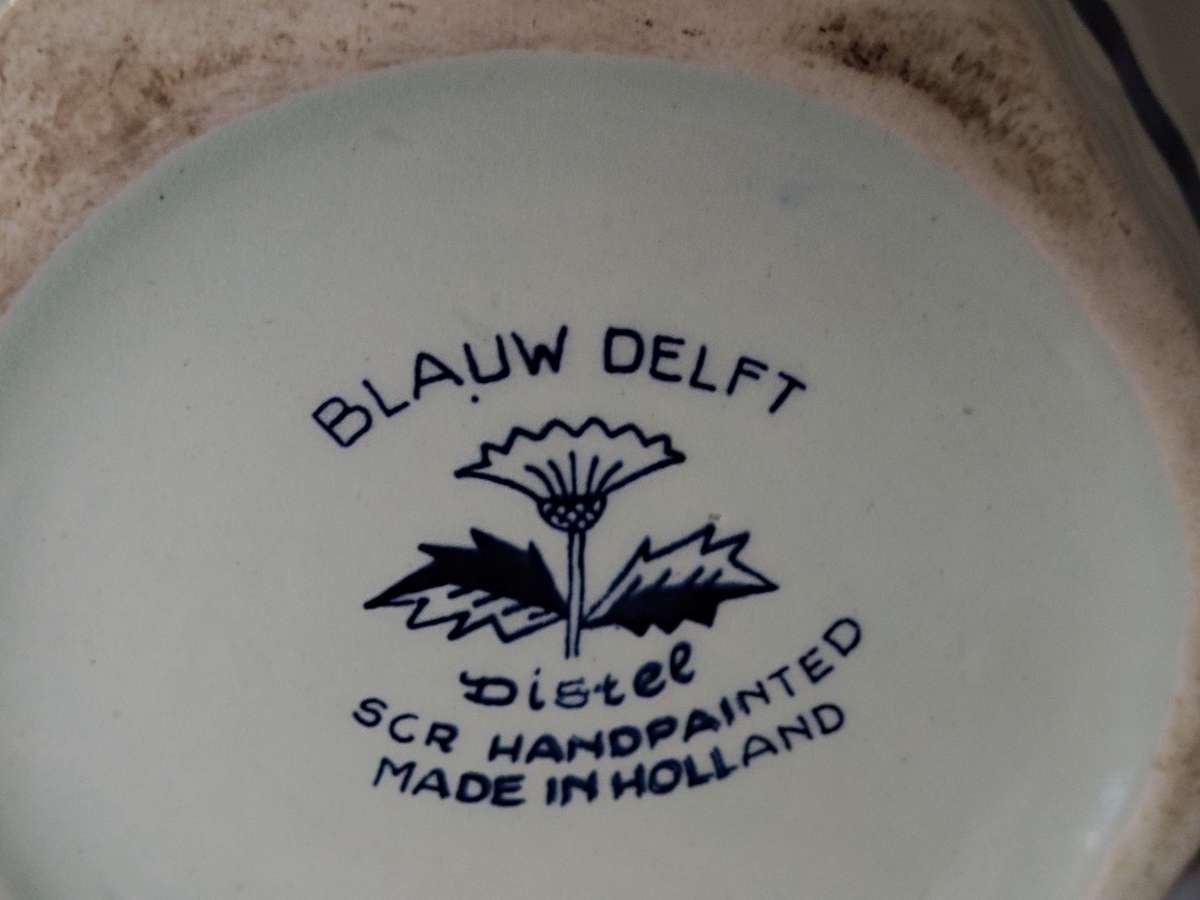 BLAUW DELFT
Distel
SCR HANDPAINTED
MADE IN HOLLAND